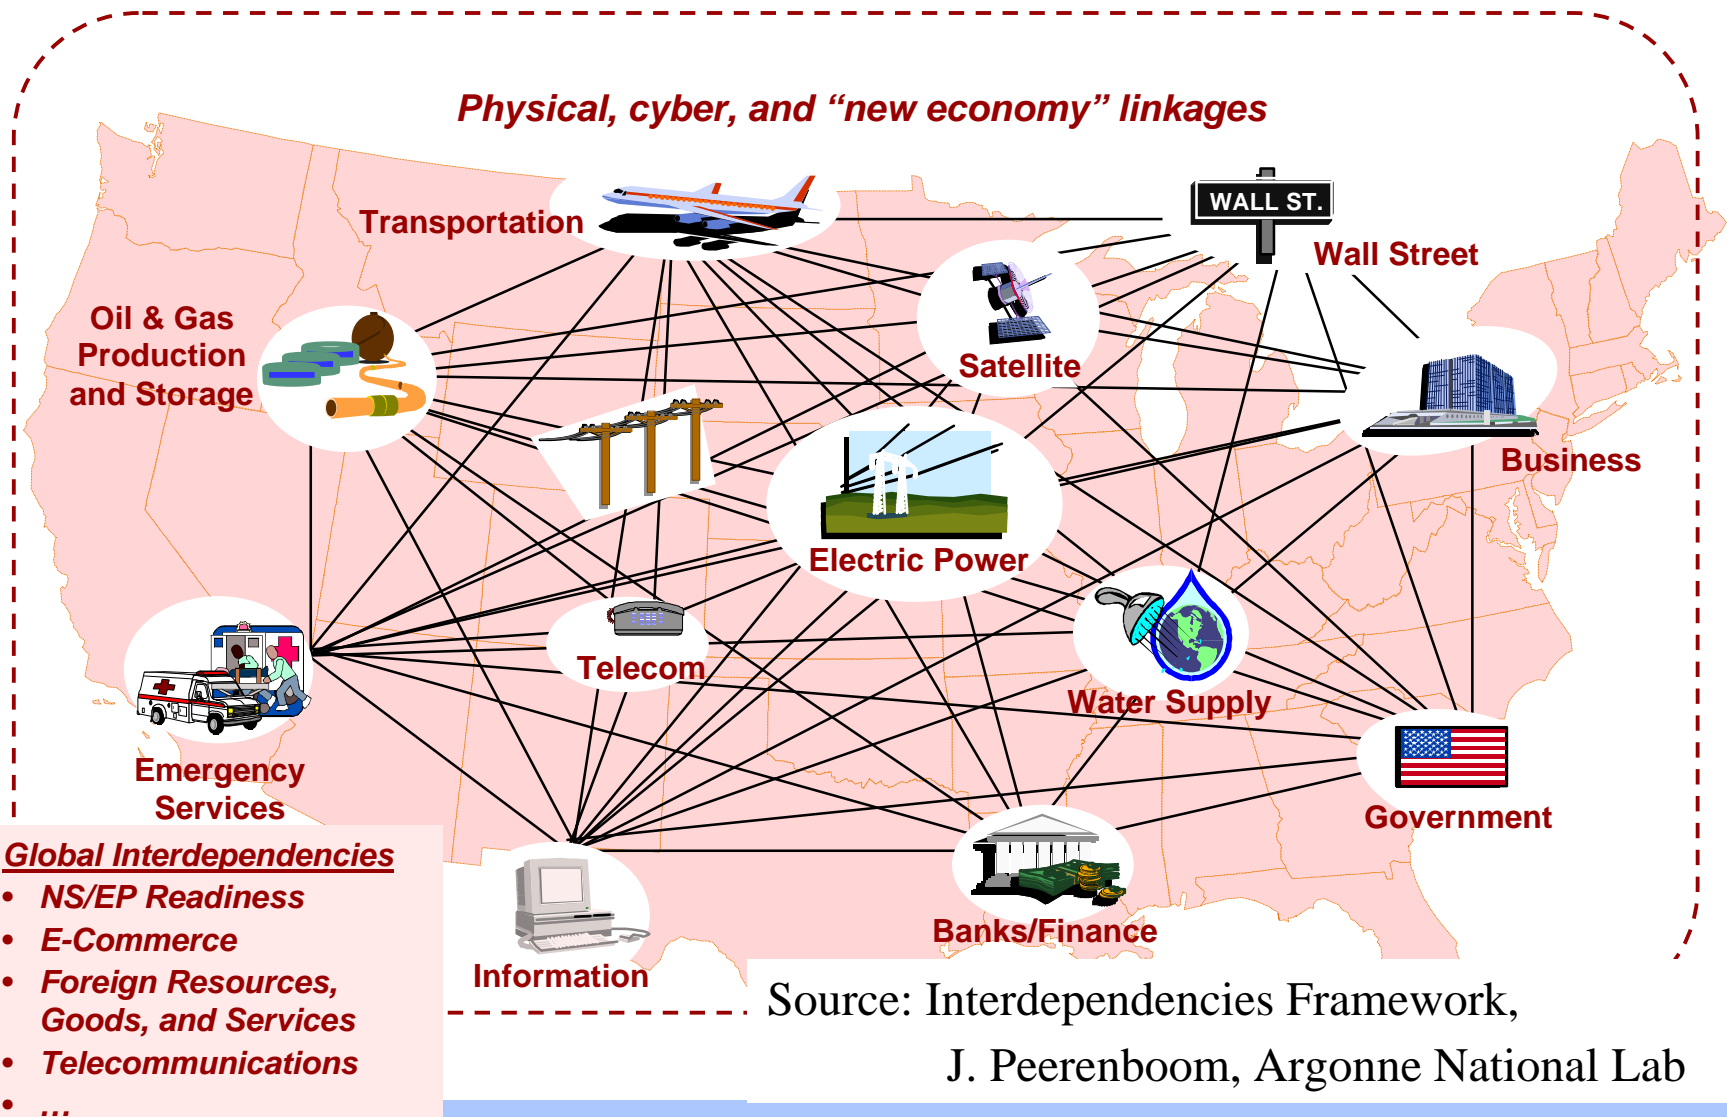 Physical, cyber, and “new economy” linkages
Transportation
WALL ST.
Wall Street
Oil & Gas
Production
and Storage
Satellite
Business
Electric Power
Telecom
Water Supply
Emergency
Services
Government
Information
Banks/Finance
Global Interdependencies
• NS/EP Readiness
• E-Commerce
• Foreign Resources,
Goods, and Services
• Telecommunications
• ...
Source: Interdependencies Framework,
J. Peerenboom, Argonne National Lab